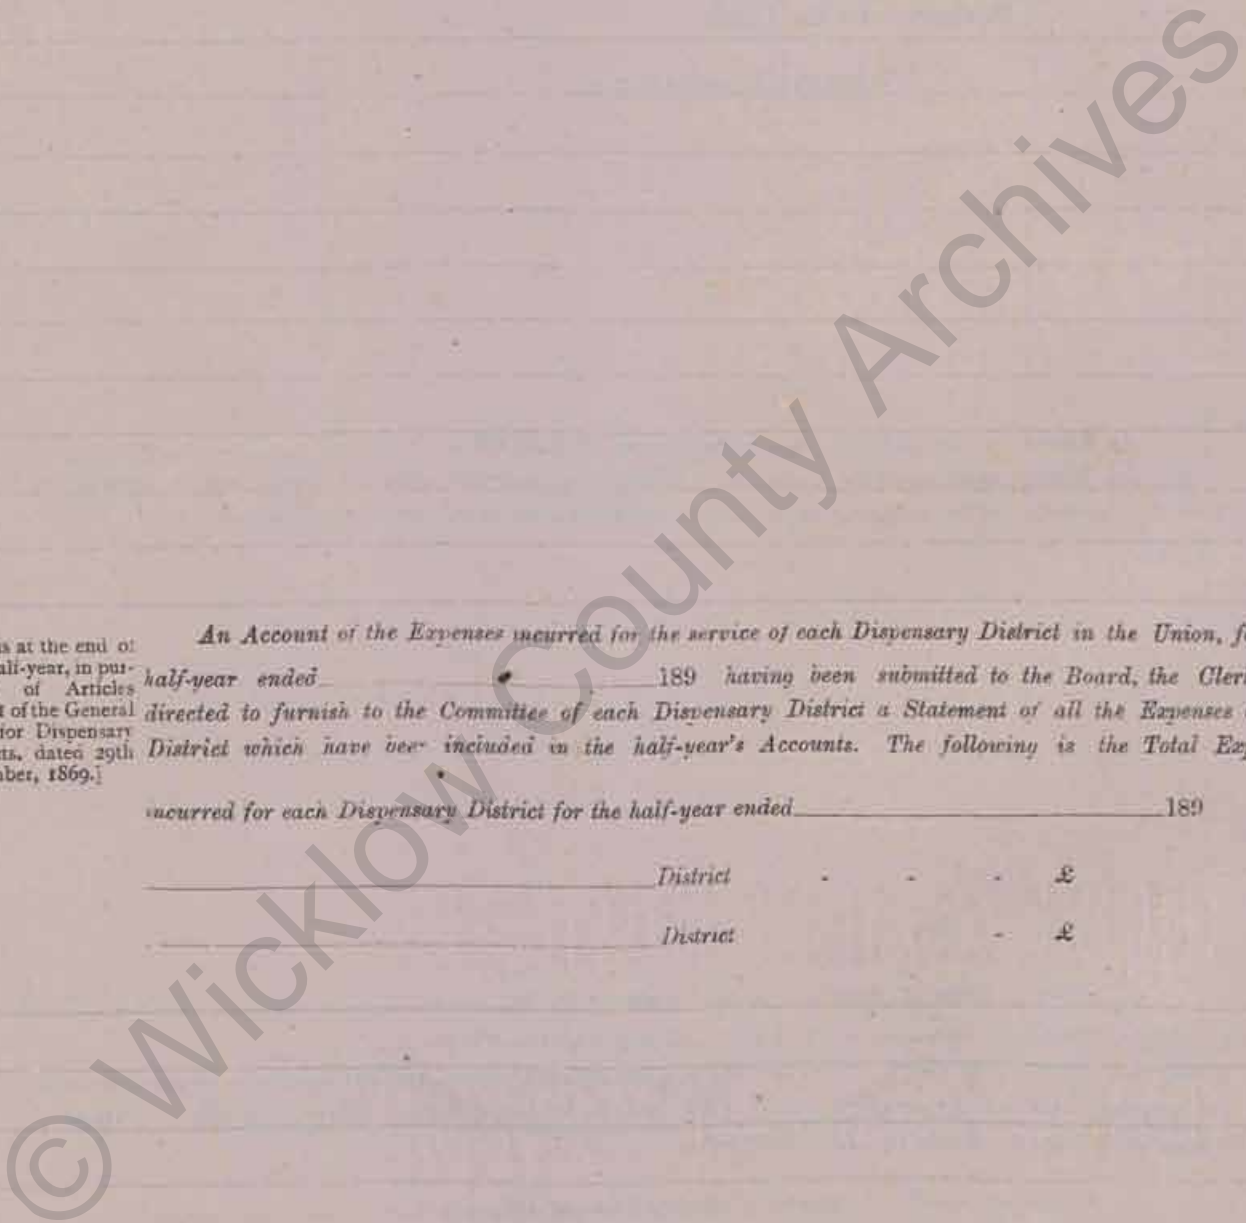 s at the end of
alf-year, in pur-
of Articles
t of the General
for Dispensary
ts, dated 29th
ber, 1869.]
An Account of the Expenses incurred for the service of each Dispensary District in the Union, f
half-year ended 189 having been submitted to the Board, the Cler
directed to furnish to the Committee of each Dispensary District a Statement of all the Expenses
District which have been included in the half-year's Accounts. The following is the Total Exp
incurred for each Dispensary District for the half-year ended 189
District - - - £
District - £
© Wicklow County Archives